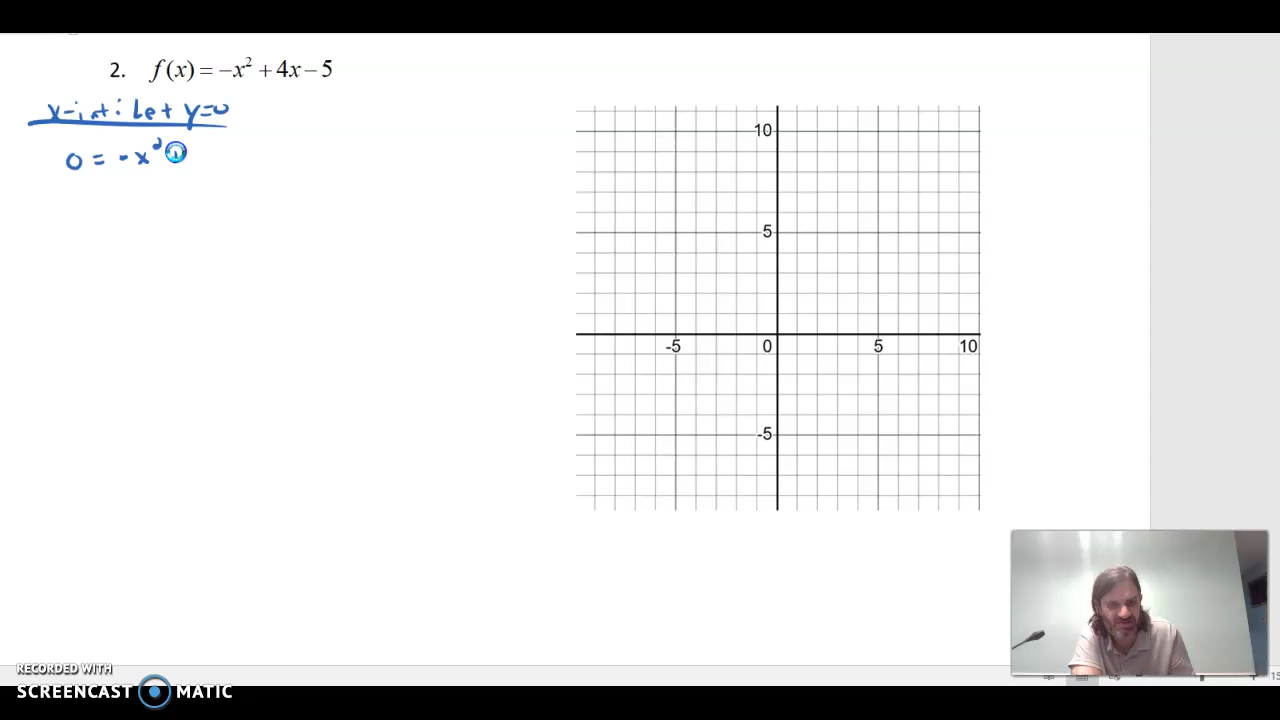 2. f(x) = −x² + 4x − 5
x-int: Let y=0
0 = -x²
10
5
-5 0 5 10
-5
RECORDED WITH
SCREENCAST MATIC